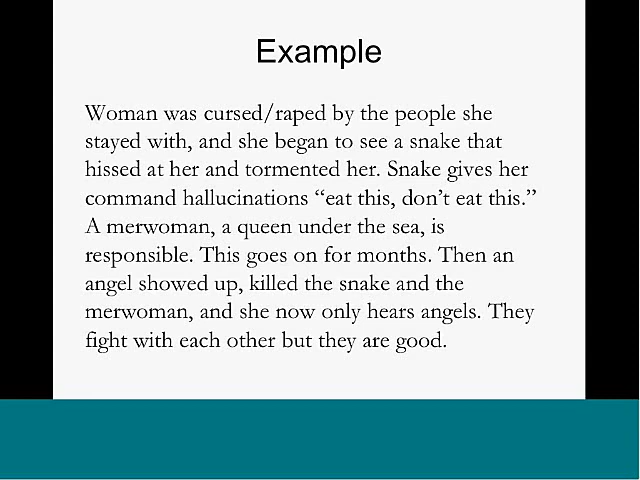 Example
Woman was cursed/raped by the people she
stayed with, and she began to see a snake that
hissed at her and tormented her. Snake gives her
command hallucinations “eat this, don’t eat this.”
A merwoman, a queen under the sea, is
responsible. This goes on for months. Then an
angel showed up, killed the snake and the
merwoman, and she now only hears angels. They
fight with each other but they are good.